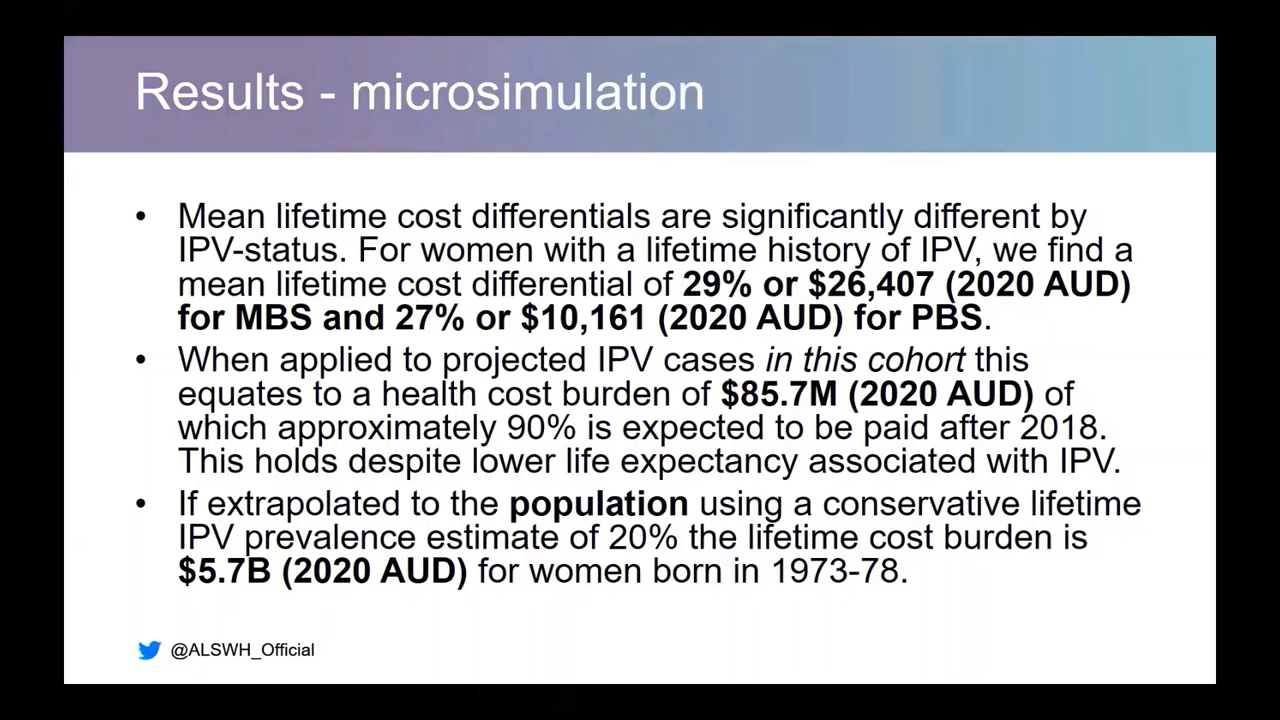 Results - microsimulation
• Mean lifetime cost differentials are significantly different by
IPV-status. For women with a lifetime history of IPV, we find a
mean lifetime cost differential of 29% or $26,407 (2020 AUD)
for MBS and 27% or $10,161 (2020 AUD) for PBS.
• When applied to projected IPV cases in this cohort this
equates to a health cost burden of $85.7M (2020 AUD) of
which approximately 90% is expected to be paid after 2018.
This holds despite lower life expectancy associated with IPV.
• If extrapolated to the population using a conservative lifetime
IPV prevalence estimate of 20% the lifetime cost burden is
$5.7B (2020 AUD) for women born in 1973-78.
@ALSWH_Official